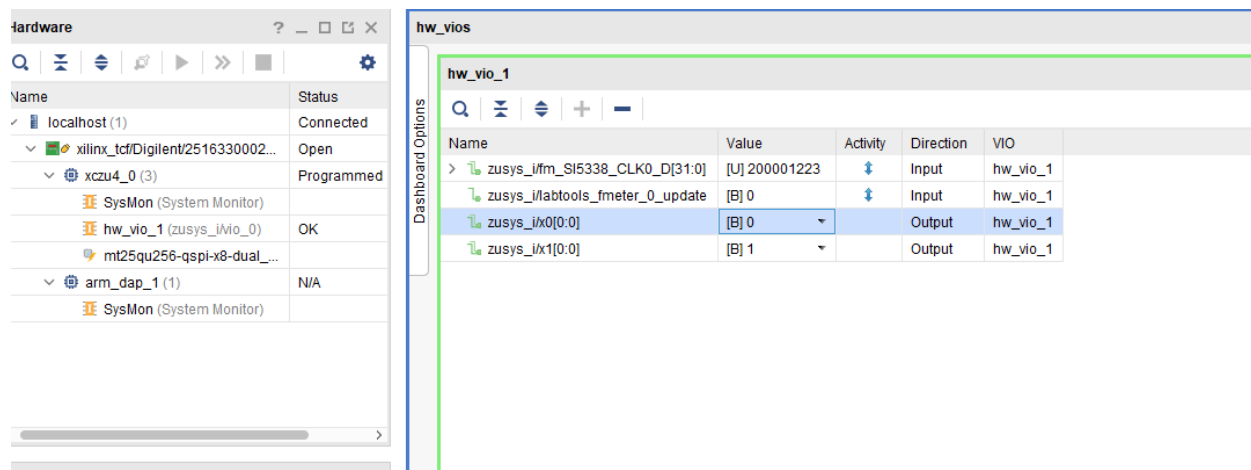 Hardware
Name Status
localhost (1) Connected
xilinx_tcf/Digilent/2516330002... Open
xczu4_0 (3) Programmed
SysMon (System Monitor)
hw_vio_1 (zusys_i/vio_0) OK
mt25qu256-qspi-x8-dual_...
arm_dap_1 (1) N/A
SysMon (System Monitor)
hw_vios
Dashboard Options
hw_vio_1
Name Value Activity Direction VIO
zusys_i/fm_SI5338_CLK0_D[31:0] [U] 200001223 Input hw_vio_1
zusys_i/labtools_fmeter_0_update [B] 0 Input hw_vio_1
zusys_i/x0[0:0] [B] 0 Output hw_vio_1
zusys_i/x1[0:0] [B] 1 Output hw_vio_1